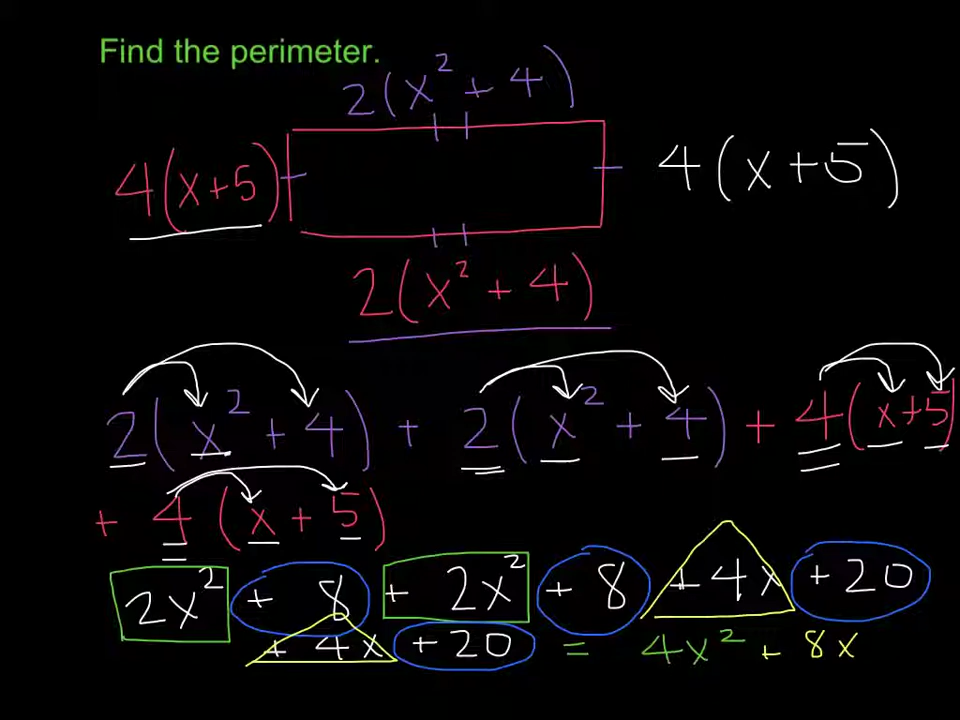 Find the perimeter.
2(x² + 4)
4(x+5) 4(x+5)
2(x² + 4)
2(x² + 4) + 2(x² + 4) + 4(x+5)
+ 4(x + 5)
2x² + 8 + 2x² + 8 + 4x + 20
+ 4x + 20 = 4x² + 8x